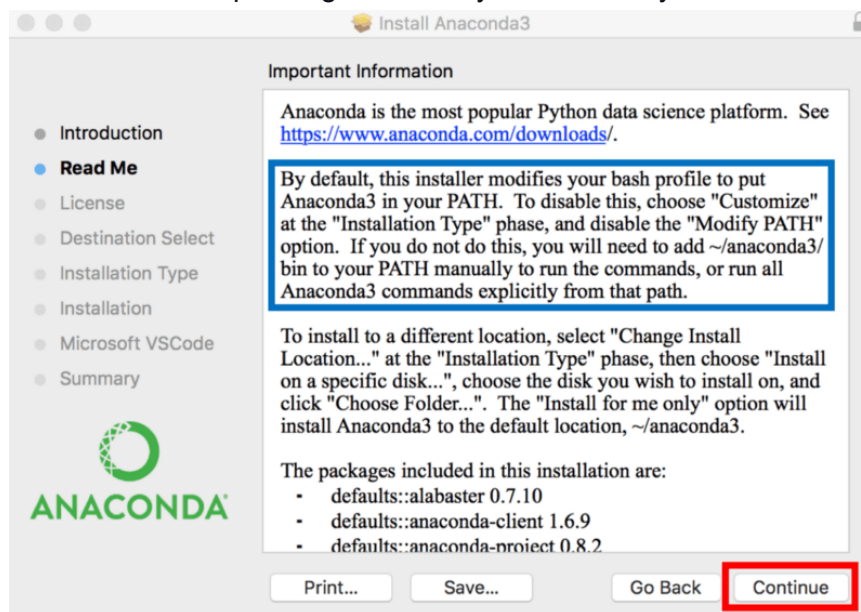 Install Anaconda3
Important Information
Introduction
Read Me
License
Destination Select
Installation Type
Installation
Microsoft VSCode
Summary
ANACONDA
Anaconda is the most popular Python data science platform. See
https://www.anaconda.com/downloads/.
By default, this installer modifies your bash profile to put
Anaconda3 in your PATH. To disable this, choose "Customize"
at the "Installation Type" phase, and disable the "Modify PATH"
option. If you do not do this, you will need to add ~/anaconda3/
bin to your PATH manually to run the commands, or run all
Anaconda3 commands explicitly from that path.
To install to a different location, select "Change Install
Location..." at the "Installation Type" phase, then choose "Install
on a specific disk...", choose the disk you wish to install on, and
click "Choose Folder...". The "Install for me only" option will
install Anaconda3 to the default location, ~/anaconda3.
The packages included in this installation are:
- defaults::alabaster 0.7.10
- defaults::anaconda-client 1.6.9
- defaults::anaconda-project 0.8.2
Print...
Save...
Go Back
Continue